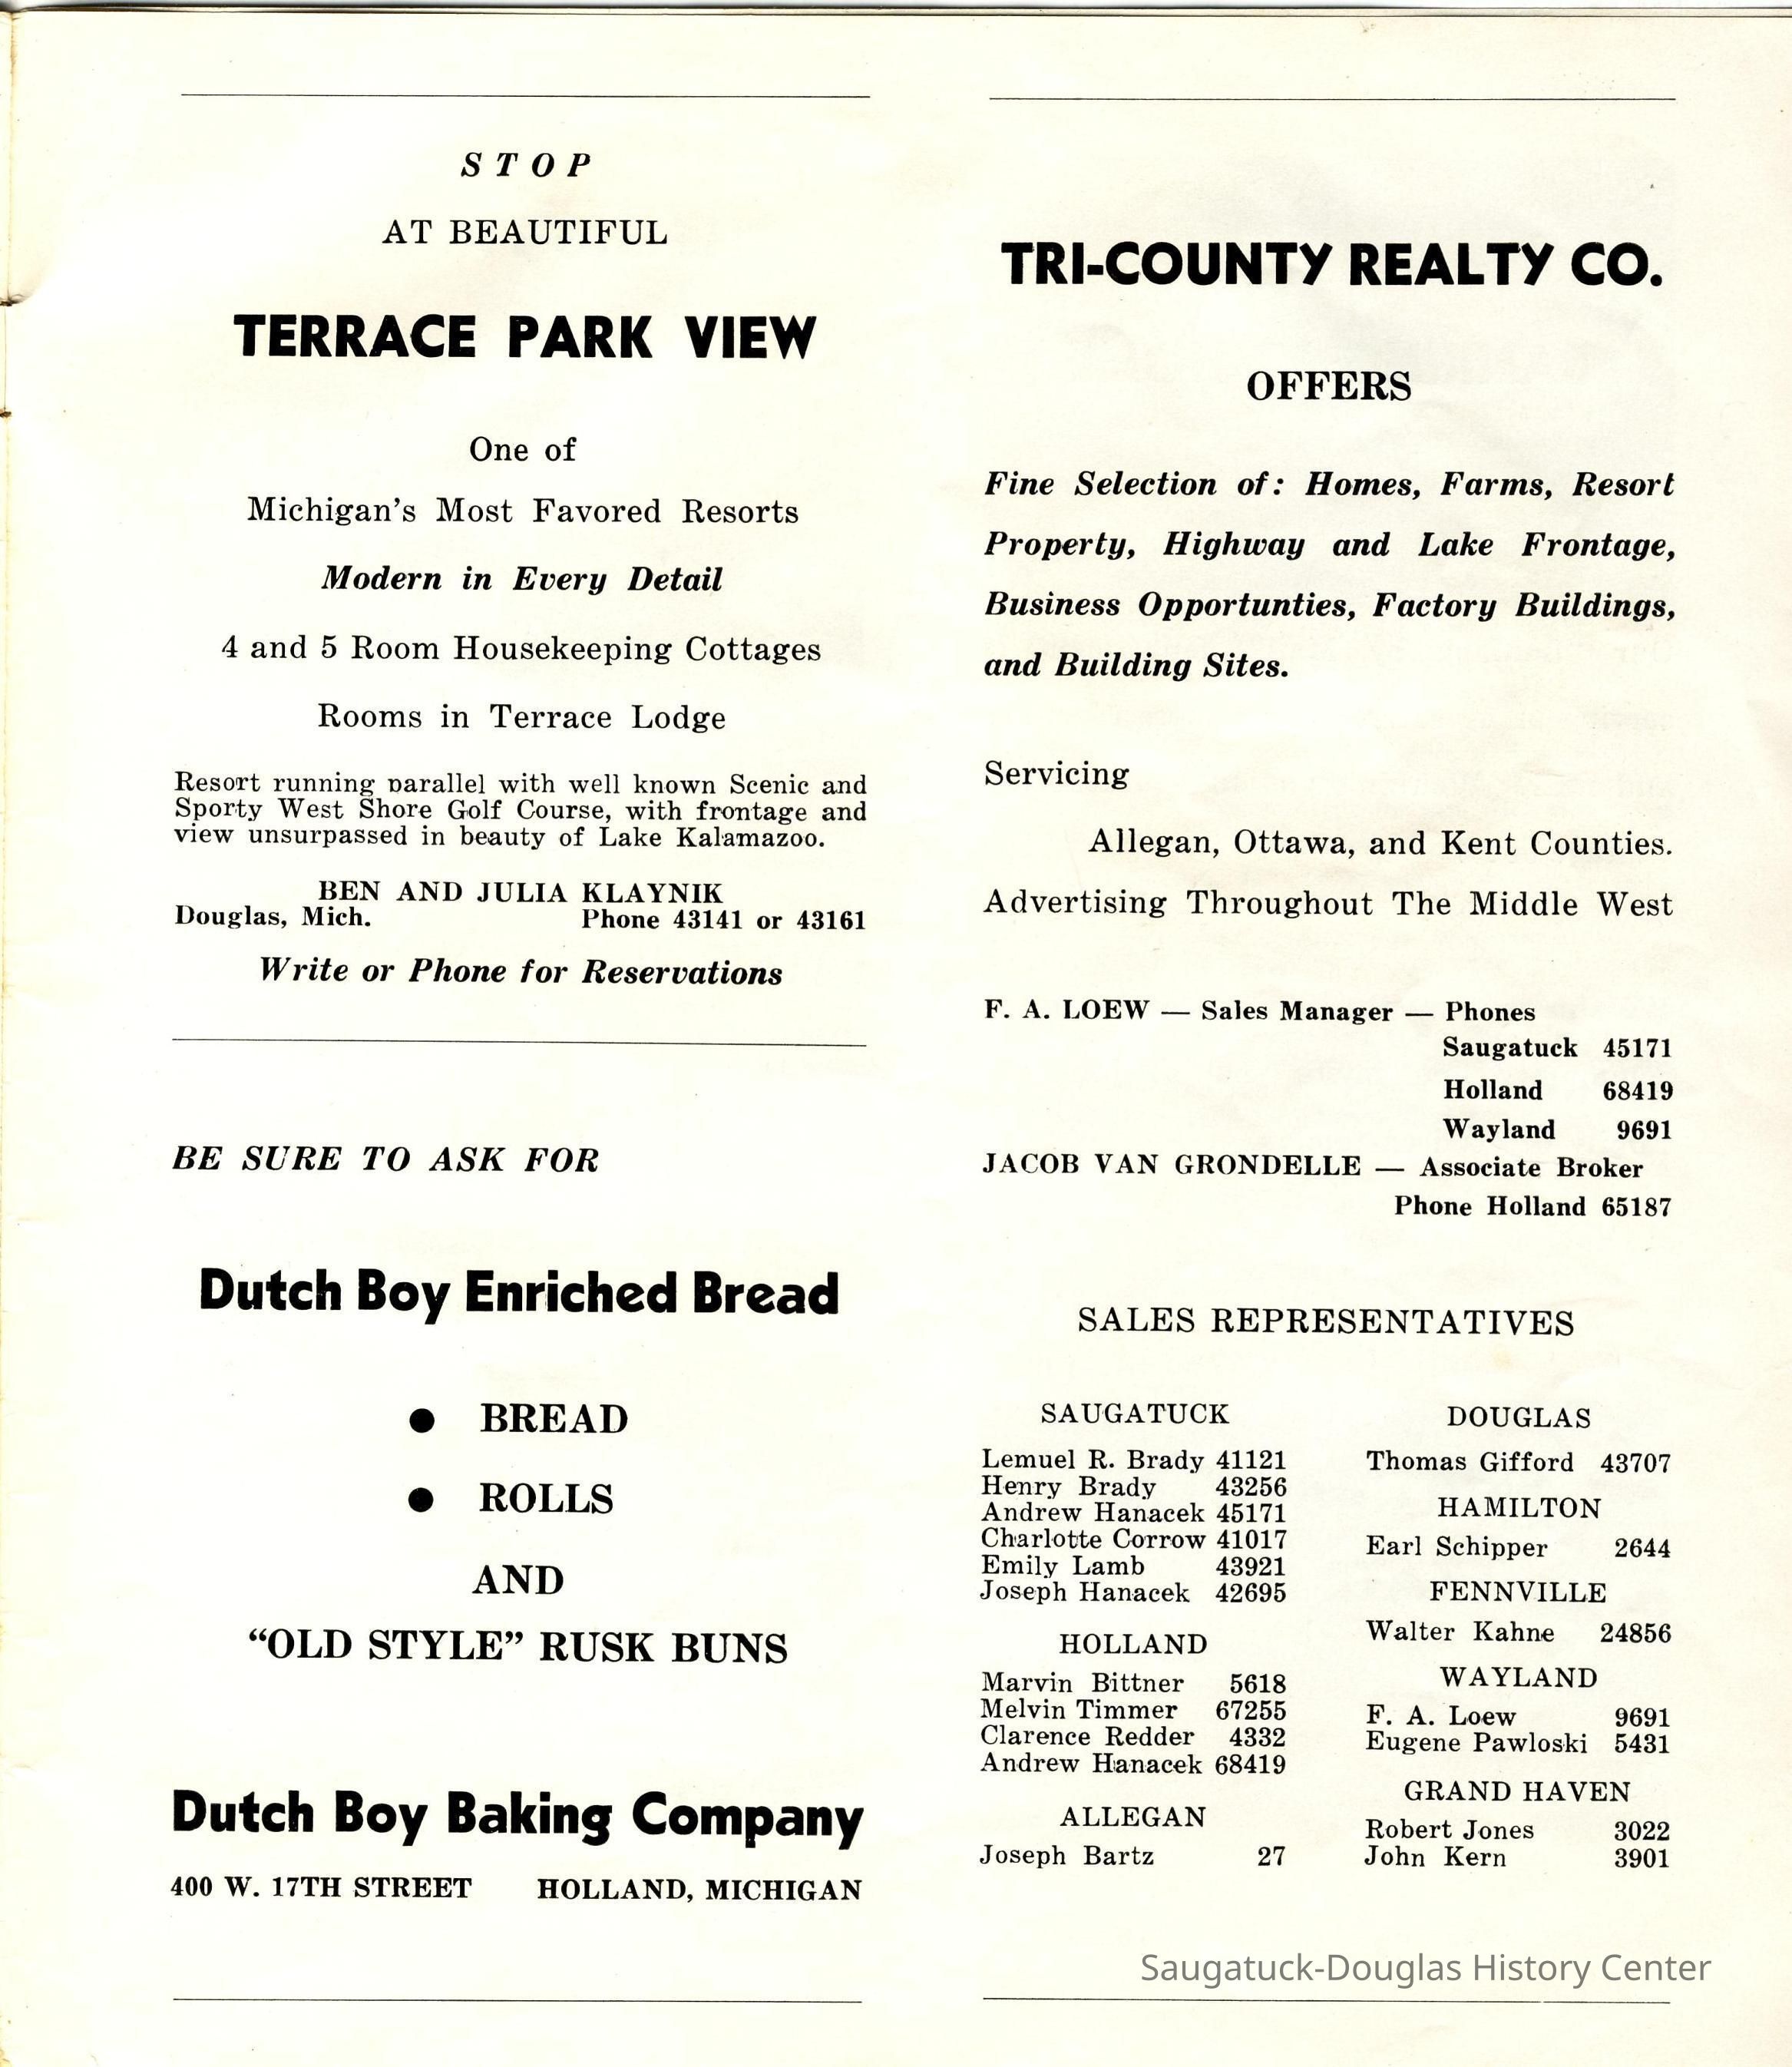 STOP
AT BEAUTIFUL
TERRACE PARK VIEW
One of
Michigan's Most Favored Resorts
Modern in Every Detail
4 and 5 Room Housekeeping Cottages
Rooms in Terrace Lodge
Resort running parallel with well known Scenic and
Sporty West Shore Golf Course, with frontage and
view unsurpassed in beauty of Lake Kalamazoo.
BEN AND JULIA KLAYNIK
Douglas, Mich. Phone 43141 or 43161
Write or Phone for Reservations
BE SURE TO ASK FOR
Dutch Boy Enriched Bread
● BREAD
● ROLLS
AND
“OLD STYLE” RUSK BUNS
Dutch Boy Baking Company
400 W. 17TH STREET HOLLAND, MICHIGAN
TRI-COUNTY REALTY CO.
OFFERS
Fine Selection of: Homes, Farms, Resort
Property, Highway and Lake Frontage,
Business Opportunties, Factory Buildings,
and Building Sites.
Servicing
Allegan, Ottawa, and Kent Counties.
Advertising Throughout The Middle West
F. A. LOEW — Sales Manager — Phones
Saugatuck 45171
Holland 68419
Wayland 9691
JACOB VAN GRONDELLE — Associate Broker
Phone Holland 65187
SALES REPRESENTATIVES
SAUGATUCK
Lemuel R. Brady 41121
Henry Brady 43256
Andrew Hanacek 45171
Charlotte Corrow 41017
Emily Lamb 43921
Joseph Hanacek 42695
HOLLAND
Marvin Bittner 5618
Melvin Timmer 67255
Clarence Redder 4332
Andrew Hanacek 68419
ALLEGAN
Joseph Bartz 27
DOUGLAS
Thomas Gifford 43707
HAMILTON
Earl Schipper 2644
FENNVILLE
Walter Kahne 24856
WAYLAND
F. A. Loew 9691
Eugene Pawloski 5431
GRAND HAVEN
Robert Jones 3022
John Kern 3901
Saugatuck-Douglas History Center